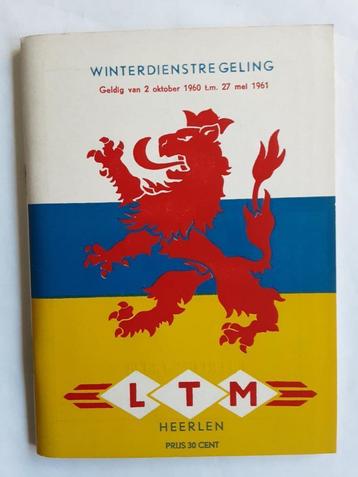 WINTERDIENSTREGELING
Geldig van 2 oktober 1960 t.m. 27 mei 1961
LTM
HEERLEN
PRIJS 30 CENT